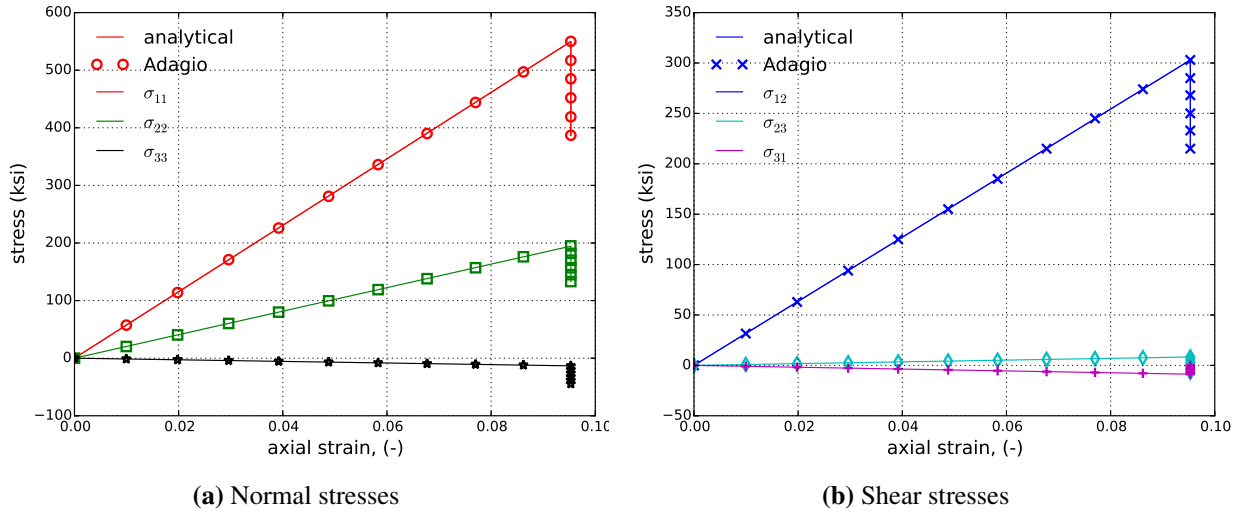 600
500
400
300
200
100
0
−100
0.00 0.02 0.04 0.06 0.08 0.10
stress (ksi)
axial strain, (-)
analytical
Adagio
σ₁₁
σ₂₂
σ₃₃
(a) Normal stresses
350
300
250
200
150
100
50
0
−50
0.00 0.02 0.04 0.06 0.08 0.10
stress (ksi)
axial strain, (-)
analytical
Adagio
σ₁₂
σ₂₃
σ₃₁
(b) Shear stresses